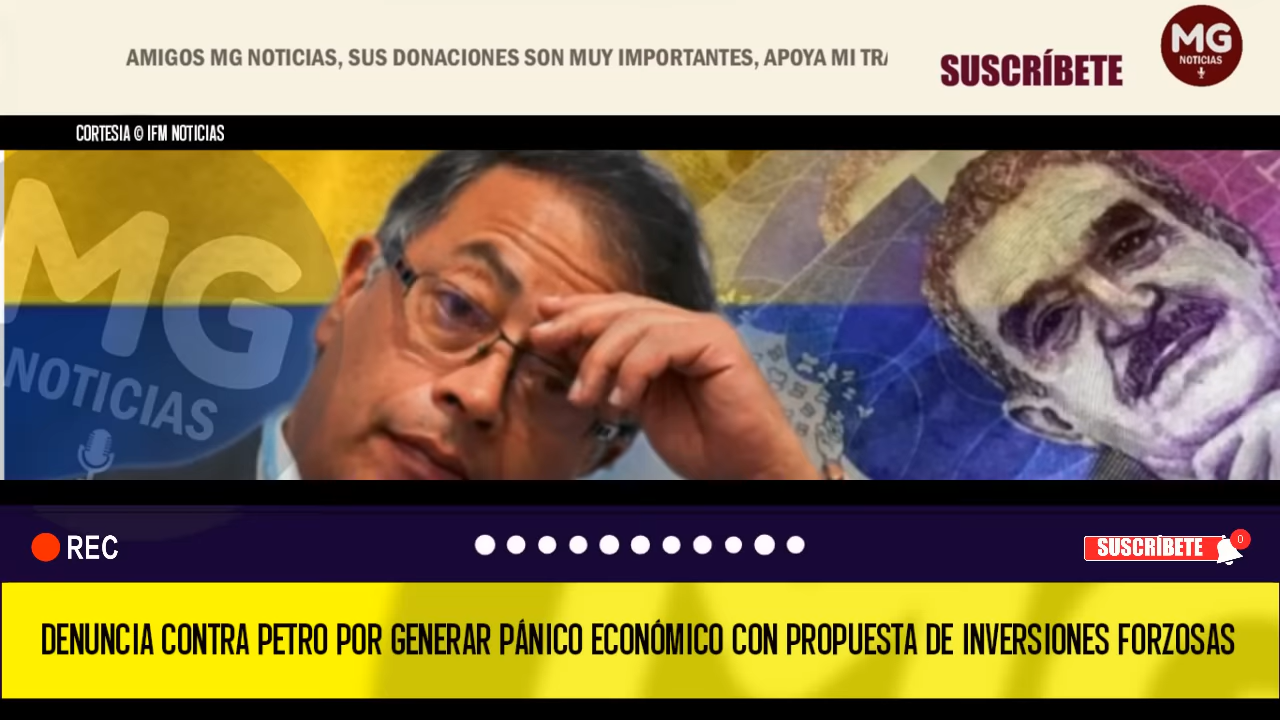 AMIGOS MG NOTICIAS, SUS DONACIONES SON MUY IMPORTANTES, APOYA MI TRA
SUSCRÍBETE
MG
NOTICIAS
CORTESIA © IFM NOTICIAS
MG
NOTICIAS
REC
SUSCRÍBETE
0
DENUNCIA CONTRA PETRO POR GENERAR PÁNICO ECONÓMICO CON PROPUESTA DE INVERSIONES FORZOSAS